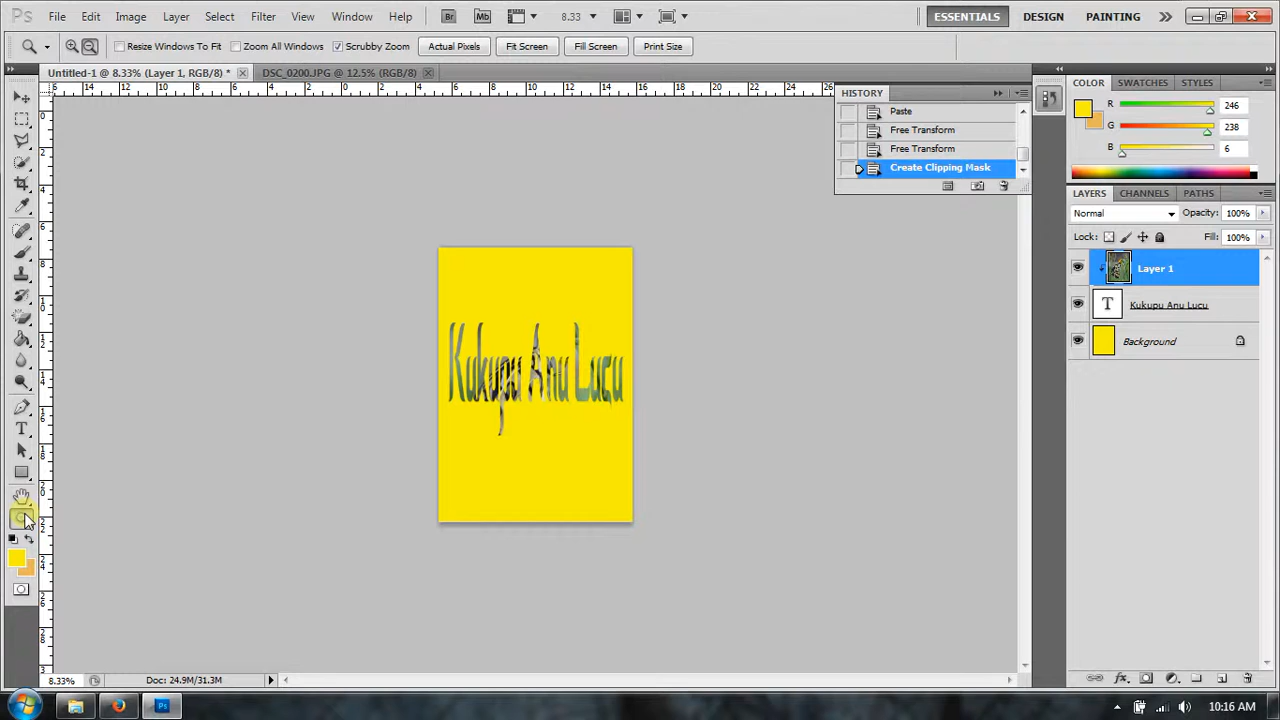 Ps File Edit Image Layer Select Filter View Window Help Br Mb 8.33 ESSENTIALS DESIGN PAINTING
Resize Windows To Fit Zoom All Windows Scrubby Zoom Actual Pixels Fit Screen Fill Screen Print Size
Untitled-1 @ 8.33% (Layer 1, RGB/8) * DSC_0200.JPG @ 12.5% (RGB/8)
HISTORY
Paste
Free Transform
Free Transform
Create Clipping Mask
COLOR SWATCHES STYLES
R 246
G 238
B 6
LAYERS CHANNELS PATHS
Normal Opacity: 100%
Lock: Fill: 100%
Layer 1
T Kukupu Anu Lucu
Background
Kukupu Anu Lucu
8.33% Doc: 24.9M/31.3M
Ps 10:16 AM